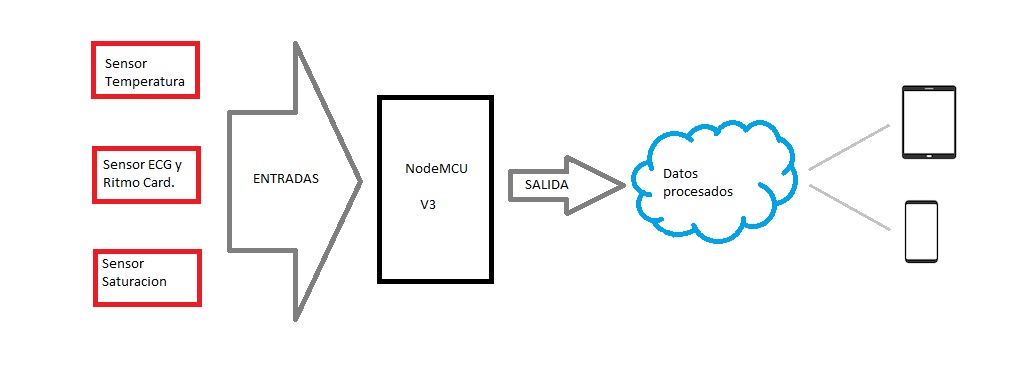 Sensor
Temperatura
Sensor ECG y
Ritmo Card.
Sensor
Saturacion
ENTRADAS
NodeMCU
V3
SALIDA
Datos
procesados